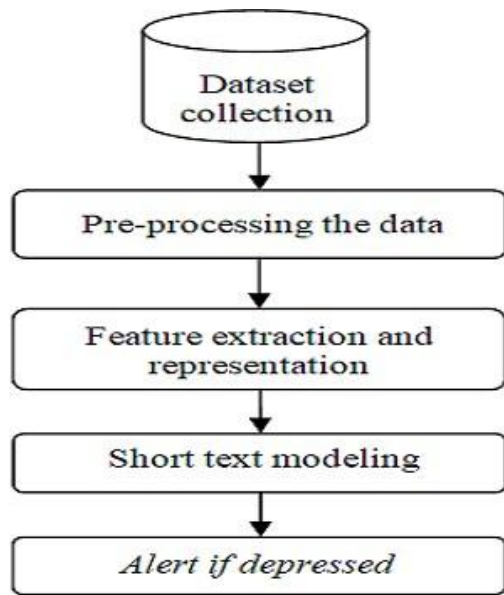 Dataset
collection
Pre-processing the data
Feature extraction and
representation
Short text modeling
Alert if depressed